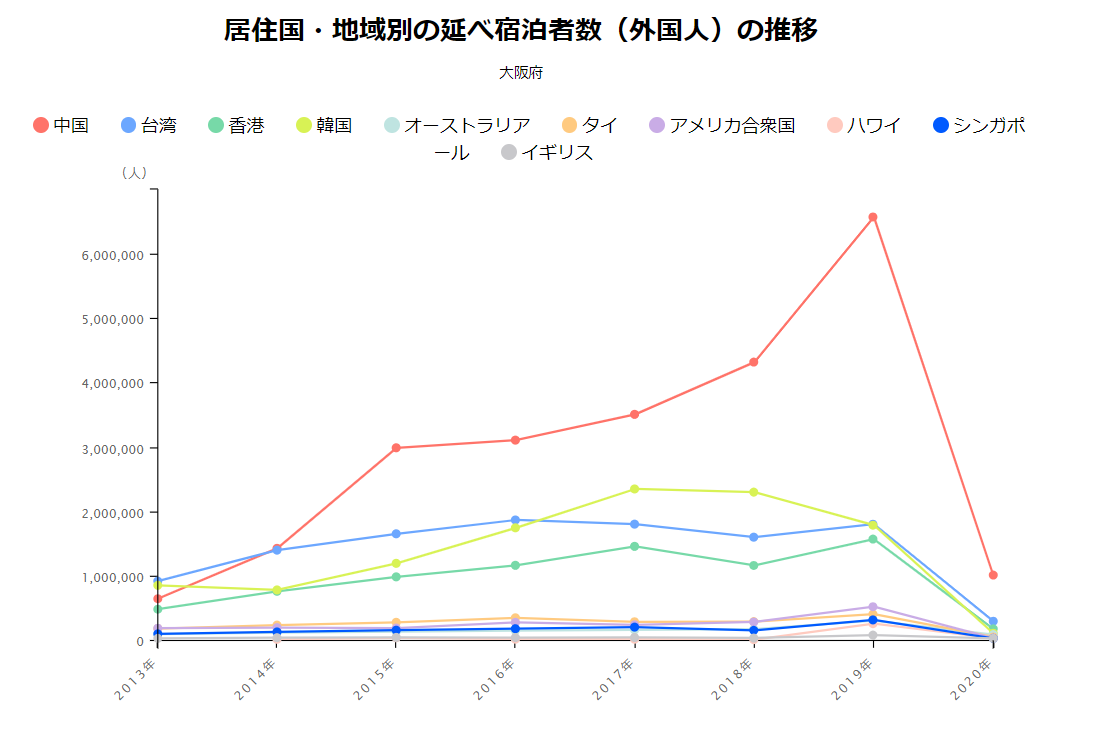 居住国・地域別の延べ宿泊者数（外国人）の推移
大阪府
中国 台湾 香港 韓国 オーストラリア タイ アメリカ合衆国 ハワイ シンガポ
ール イギリス
（人）
6,000,000
5,000,000
4,000,000
3,000,000
2,000,000
1,000,000
0
2013年 2014年 2015年 2016年 2017年 2018年 2019年 2020年